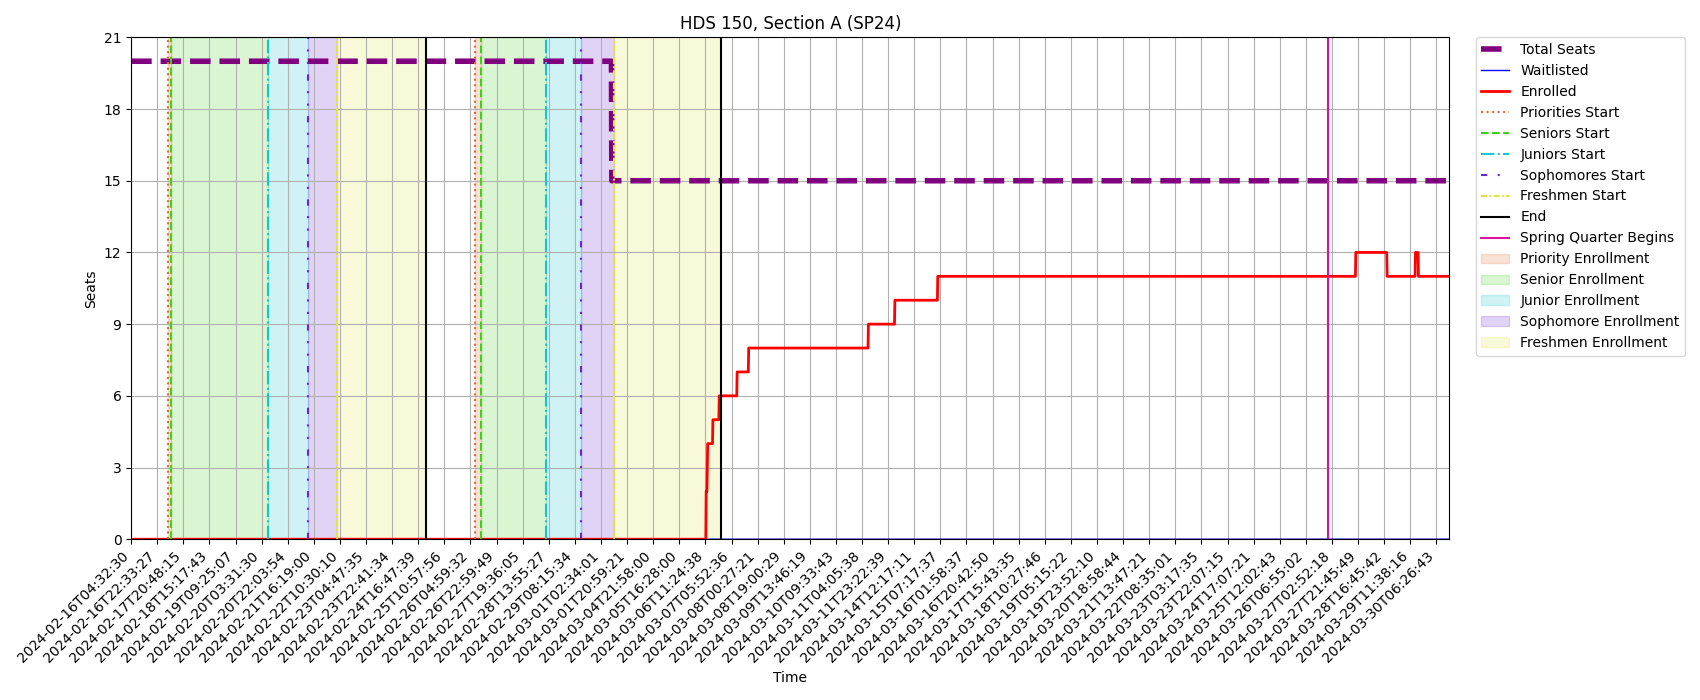 HDS 150, Section A (SP24)
21
18
15
12
9
6
3
0
Seats
2024-02-16T04:32:30
2024-02-16T22:33:27
2024-02-17T20:48:15
2024-02-18T15:17:43
2024-02-19T09:25:07
2024-02-20T03:31:30
2024-02-20T22:03:54
2024-02-21T16:19:00
2024-02-22T10:30:10
2024-02-23T04:47:35
2024-02-23T22:41:34
2024-02-24T16:47:39
2024-02-25T10:57:56
2024-02-26T04:59:32
2024-02-26T22:59:49
2024-02-27T19:36:05
2024-02-28T13:55:27
2024-02-29T08:15:34
2024-03-01T02:34:01
2024-03-01T20:59:21
2024-03-04T21:58:00
2024-03-05T16:28:00
2024-03-06T11:24:38
2024-03-07T05:52:36
2024-03-08T00:27:21
2024-03-08T19:00:29
2024-03-09T13:46:19
2024-03-10T09:33:43
2024-03-11T04:05:38
2024-03-11T23:22:39
2024-03-14T12:17:11
2024-03-15T07:17:37
2024-03-16T01:58:37
2024-03-16T20:42:50
2024-03-17T15:43:35
2024-03-18T10:27:46
2024-03-19T05:15:22
2024-03-19T23:52:10
2024-03-20T18:58:44
2024-03-21T13:47:21
2024-03-22T08:35:01
2024-03-23T03:17:35
2024-03-23T22:07:15
2024-03-24T17:07:21
2024-03-25T12:02:43
2024-03-26T06:55:02
2024-03-27T02:52:18
2024-03-27T21:45:49
2024-03-28T16:45:42
2024-03-29T11:38:16
2024-03-30T06:26:43
Time
Total Seats
Waitlisted
Enrolled
Priorities Start
Seniors Start
Juniors Start
Sophomores Start
Freshmen Start
End
Spring Quarter Begins
Priority Enrollment
Senior Enrollment
Junior Enrollment
Sophomore Enrollment
Freshmen Enrollment